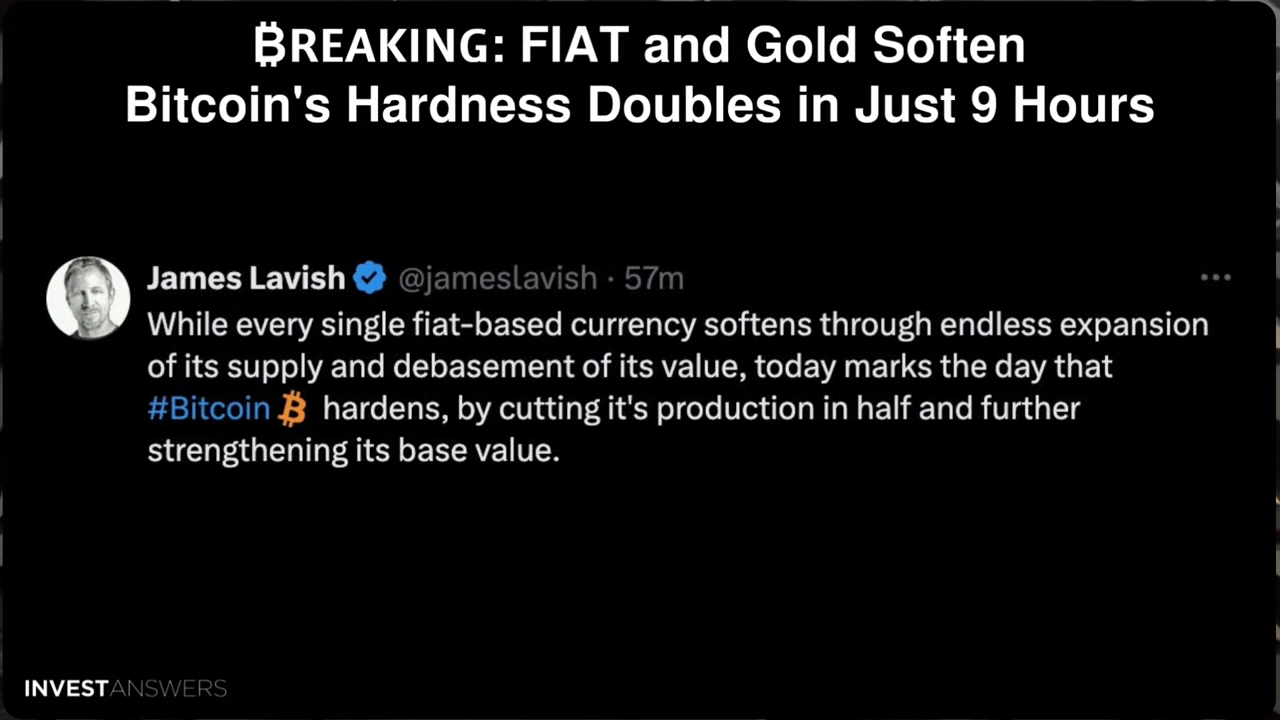 ₿REAKING: FIAT and Gold Soften
Bitcoin's Hardness Doubles in Just 9 Hours
James Lavish @jameslavish · 57m
While every single fiat-based currency softens through endless expansion
of its supply and debasement of its value, today marks the day that
#Bitcoin ₿ hardens, by cutting it's production in half and further
strengthening its base value.
INVESTANSWERS